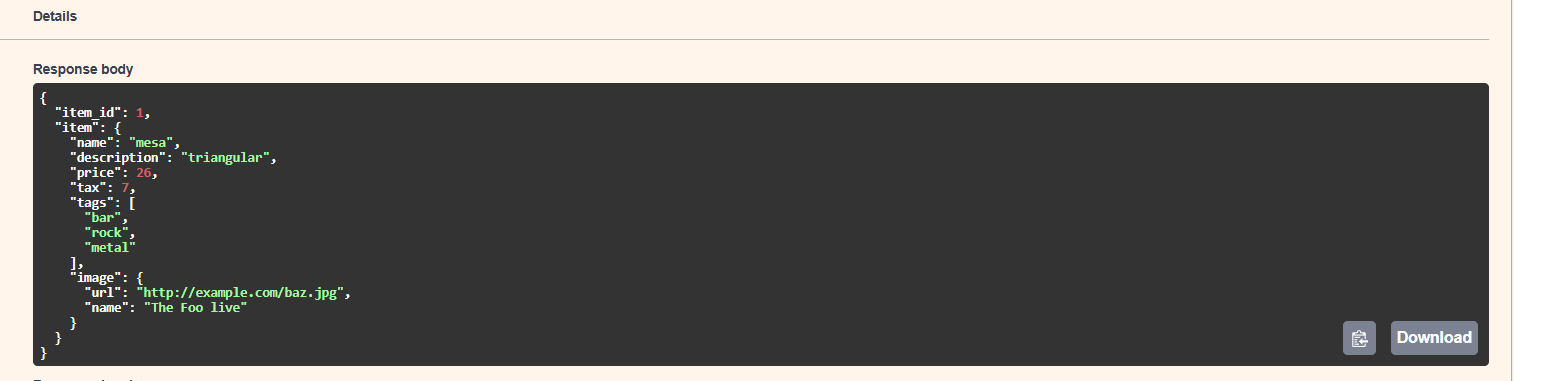 Details
Response body
{
  "item_id": 1,
  "item": {
    "name": "mesa",
    "description": "triangular",
    "price": 26,
    "tax": 7,
    "tags": [
      "bar",
      "rock",
      "metal"
    ],
    "image": {
      "url": "http://example.com/baz.jpg",
      "name": "The Foo live"
    }
  }
}
Download